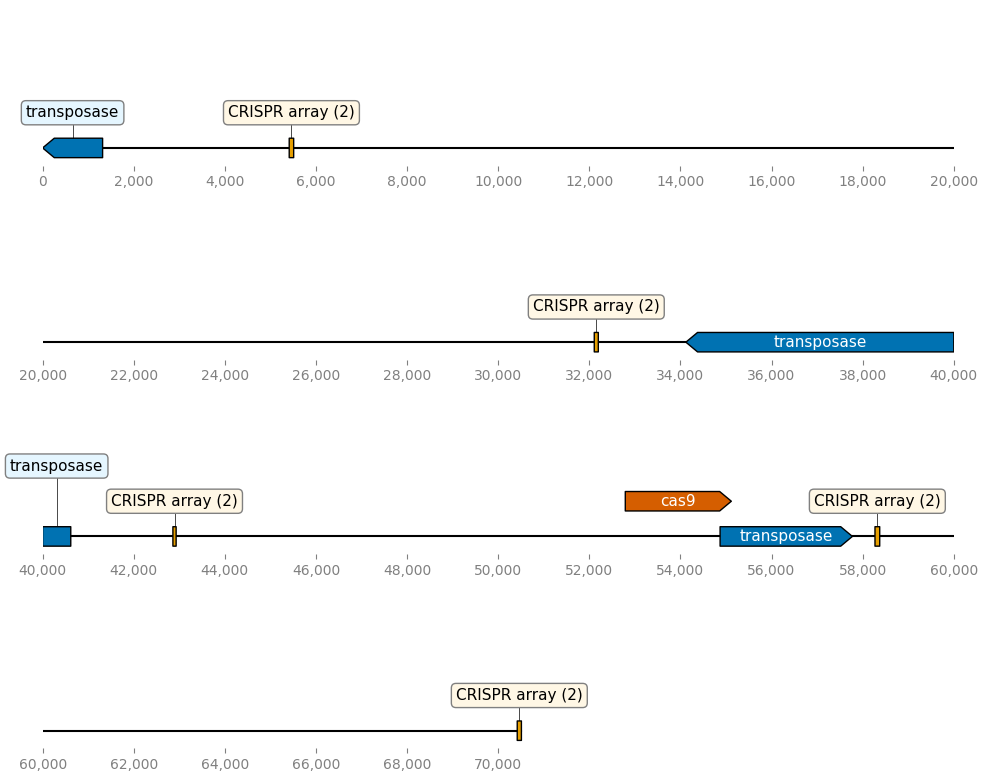 transposase CRISPR array (2)
0 2,000 4,000 6,000 8,000 10,000 12,000 14,000 16,000 18,000 20,000
CRISPR array (2)
transposase
20,000 22,000 24,000 26,000 28,000 30,000 32,000 34,000 36,000 38,000 40,000
transposase
CRISPR array (2) cas9 CRISPR array (2)
transposase
40,000 42,000 44,000 46,000 48,000 50,000 52,000 54,000 56,000 58,000 60,000
CRISPR array (2)
60,000 62,000 64,000 66,000 68,000 70,000